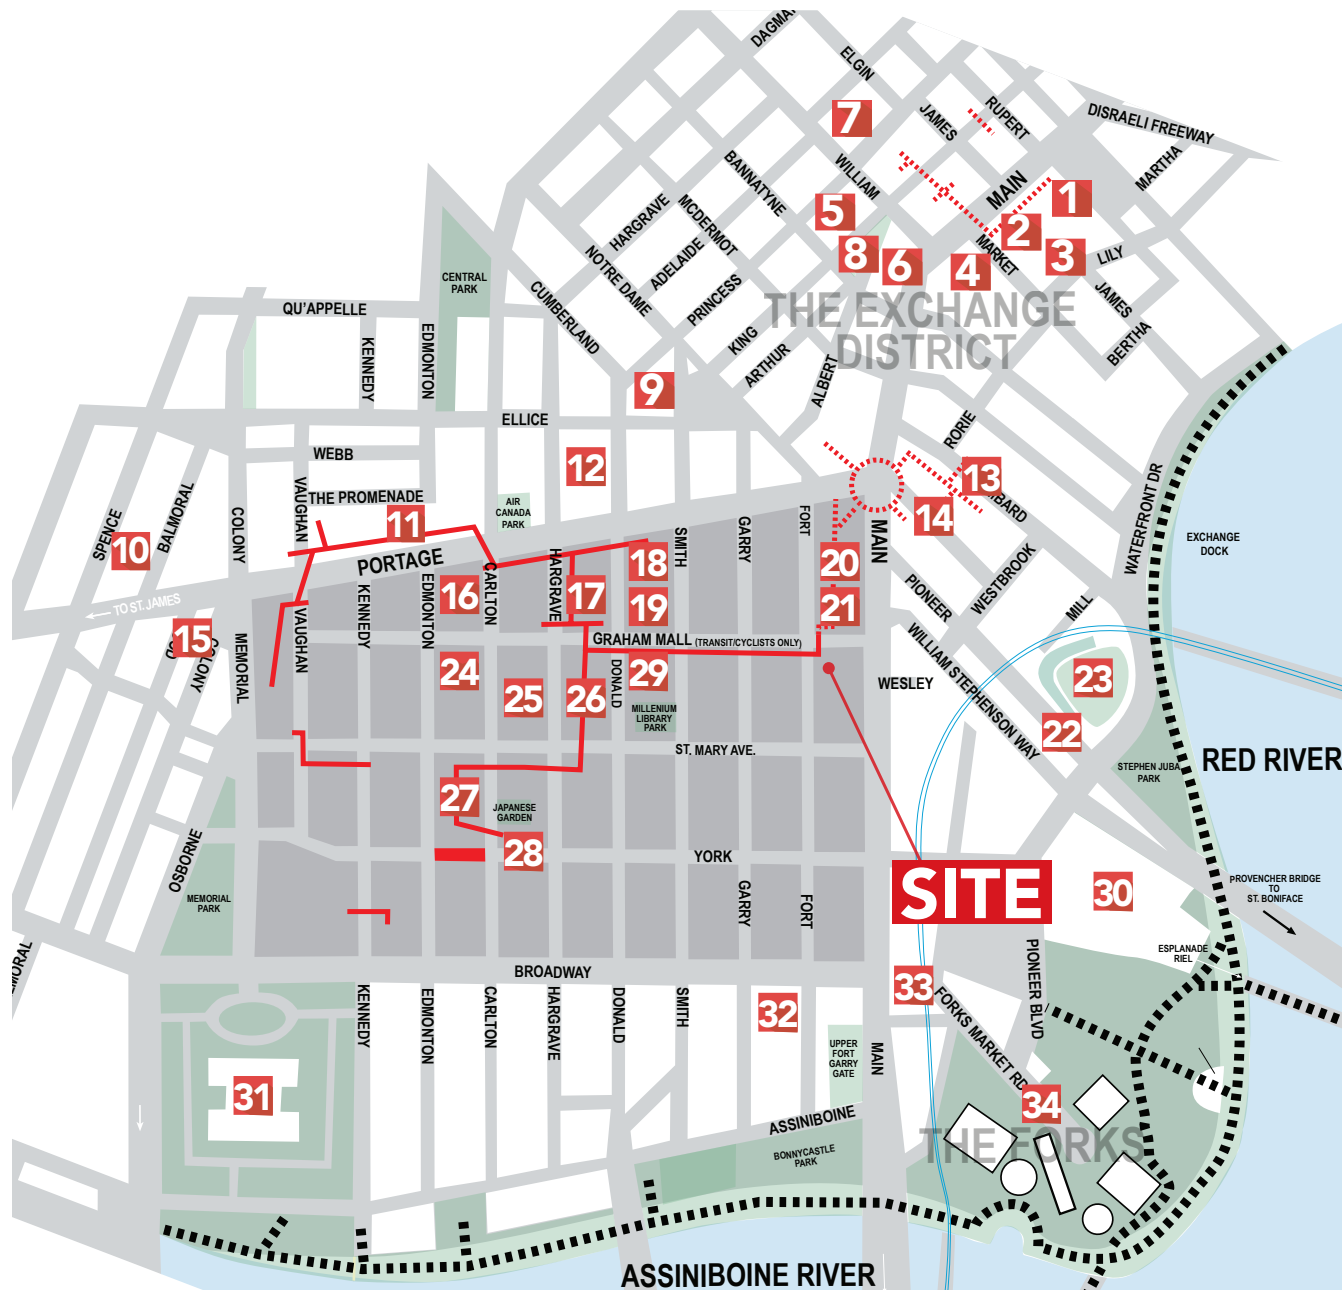 DAGMAR
ELGIN
7
JAMES
RUPERT
DISRAELI FREEWAY
MARTHA
WILLIAM
BANNATYNE
MAIN
1
HARGRAVE
MCDERMOT
5
2
8
6
4
MARKET
3
LILY
NOTRE DAME
ADELAIDE
PRINCESS
JAMES
CENTRAL
PARK
CUMBERLAND
THE EXCHANGE
DISTRICT
QU'APPELLE
KENNEDY
EDMONTON
KING
ARTHUR
ALBERT
BERTHA
9
ELLICE
RORIE
WEBB
12
13
VAUGHAN
THE PROMENADE
AIR
CANADA
PARK
14
BARD
WATERFRONT DR
SPENCE
BALMORAL
COLONY
11
10
PORTAGE
SMITH
GARRY
FORT
MAIN
EXCHANGE
DOCK
HARGRAVE
18
20
16
CARLTON
17
19
21
PIONEER
WESTBROOK
MILL
← TO ST. JAMES
15
COLONY
MEMORIAL
VAUGHAN
KENNEDY
EDMONTON
GRAHAM MALL (TRANSIT/CYCLISTS ONLY)
WILLIAM STEPHENSON WAY
24
25
26
DONALD
29
WESLEY
23
MILLENIUM
LIBRARY
PARK
22
ST. MARY AVE.
RED RIVER
STEPHEN JUBA
PARK
27
JAPANESE
GARDEN
28
YORK
OSBORNE
MEMORIAL
PARK
GARRY
FORT
SITE
30
PROVENCHER BRIDGE
TO
ST. BONIFACE
ESPLANADE
RIEL
MORAL
BROADWAY
PIONEER BLVD
33
KENNEDY
EDMONTON
CARLTON
HARGRAVE
DONALD
SMITH
32
FORKS MARKET RD
UPPER
FORT
GARRY
GATE
MAIN
31
34
ASSINIBOINE
THE FORKS
BONNYCASTLE
PARK
ASSINIBOINE RIVER